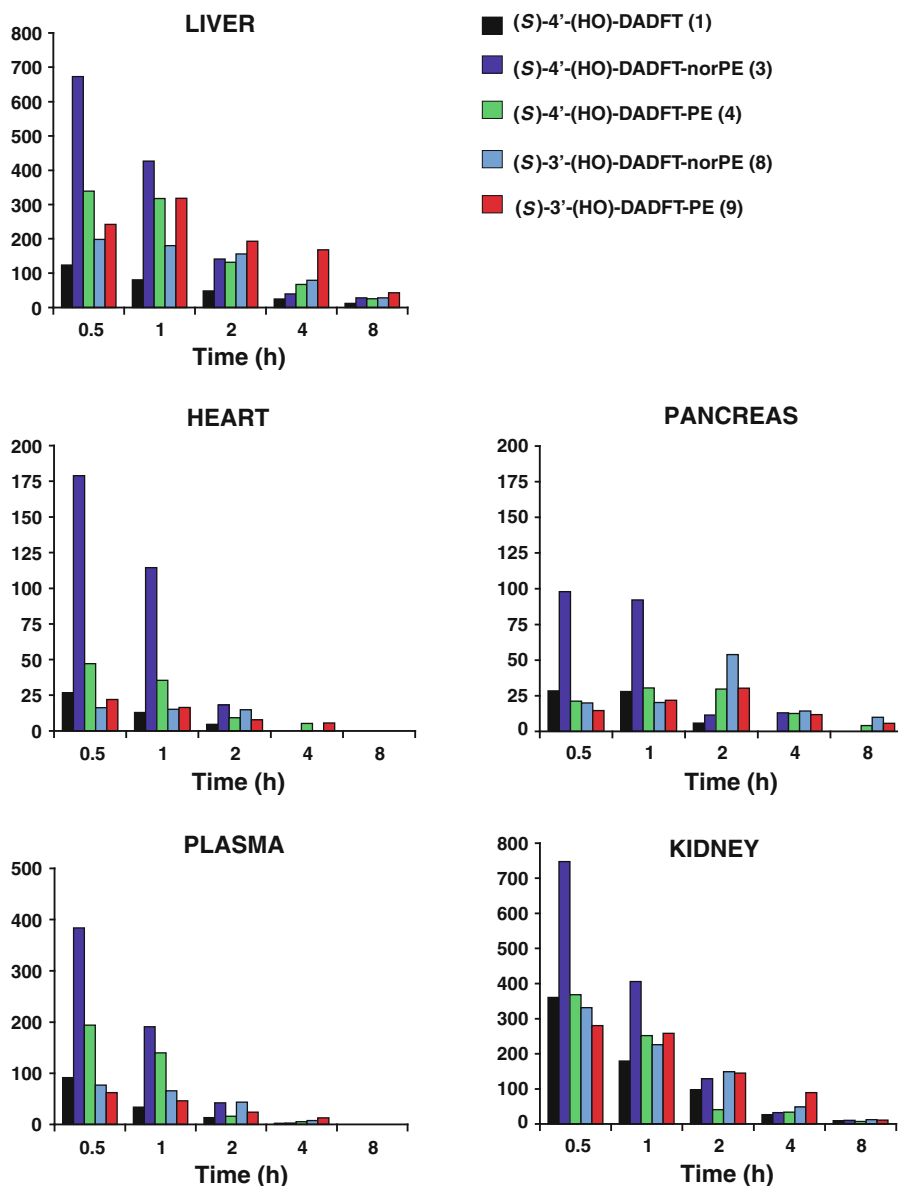 LIVER
800
700
600
500
400
300
200
100
0
0.5 1 2 4 8
Time (h)
(S)-4'-(HO)-DADFT (1)
(S)-4'-(HO)-DADFT-norPE (3)
(S)-4'-(HO)-DADFT-PE (4)
(S)-3'-(HO)-DADFT-norPE (8)
(S)-3'-(HO)-DADFT-PE (9)
HEART
200
175
150
125
100
75
50
25
0
0.5 1 2 4 8
Time (h)
PANCREAS
200
175
150
125
100
75
50
25
0
0.5 1 2 4 8
Time (h)
PLASMA
500
400
300
200
100
0
0.5 1 2 4 8
Time (h)
KIDNEY
800
700
600
500
400
300
200
100
0
0.5 1 2 4 8
Time (h)